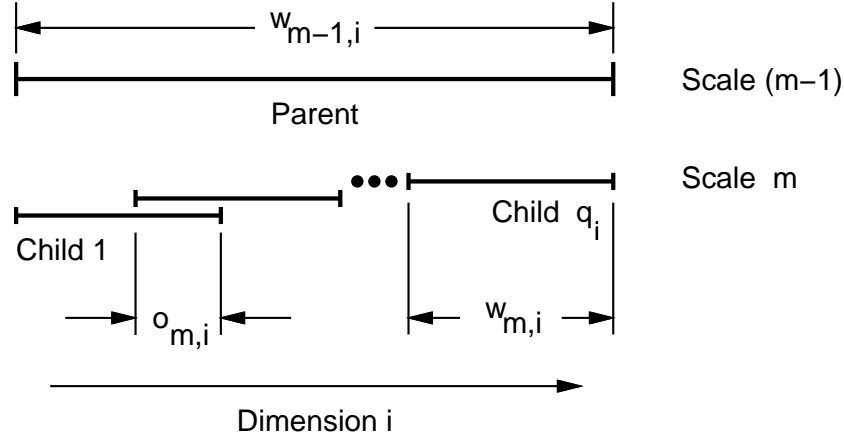 w_{m−1,i}
Scale (m−1)
Parent
Scale m
Child q_i
Child 1
o_{m,i}
w_{m,i}
Dimension i